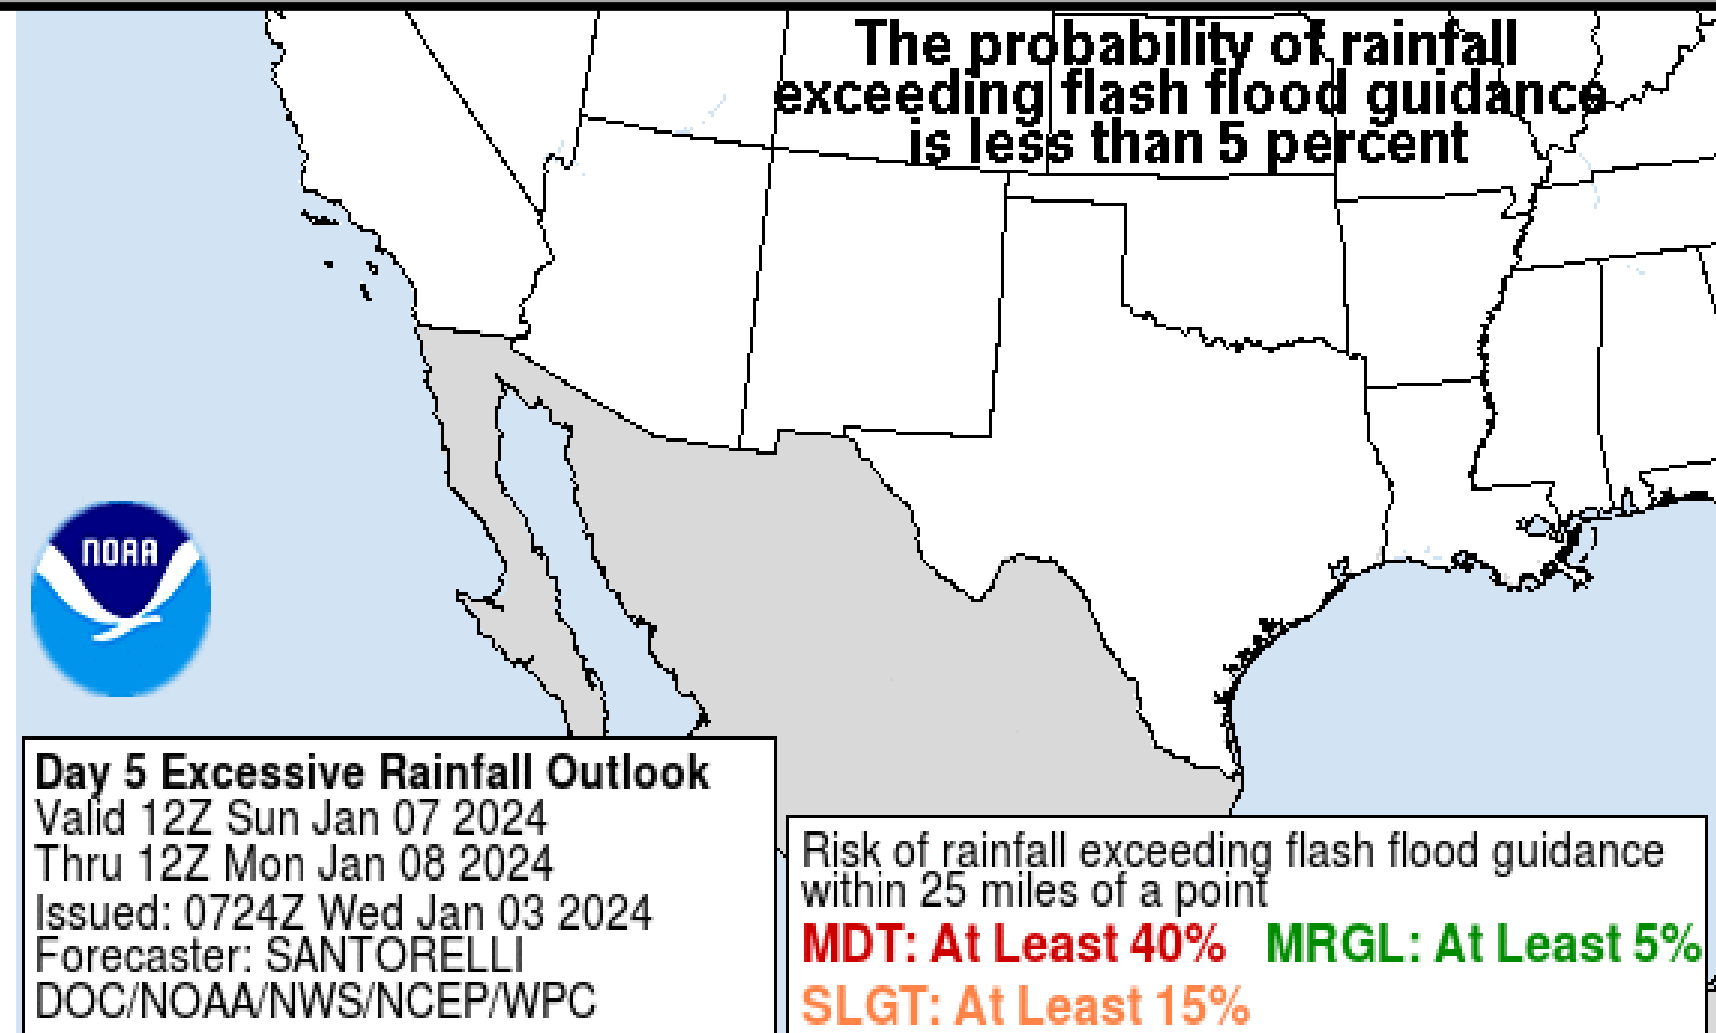 The probability of rainfall
exceeding flash flood guidance
is less than 5 percent
NOAA
Day 5 Excessive Rainfall Outlook
Valid 12Z Sun Jan 07 2024
Thru 12Z Mon Jan 08 2024
Issued: 0724Z Wed Jan 03 2024
Forecaster: SANTORELLI
DOC/NOAA/NWS/NCEP/WPC
Risk of rainfall exceeding flash flood guidance
within 25 miles of a point
MDT: At Least 40% MRGL: At Least 5%
SLGT: At Least 15%